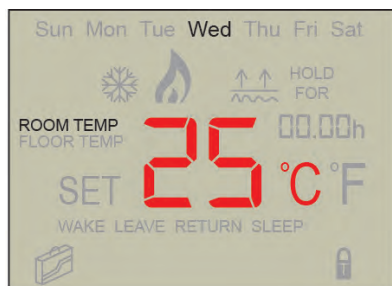 Sun Mon Tue Wed Thu Fri Sat
HOLD
FOR
ROOM TEMP
FLOOR TEMP
25
00.00h
°C °F
SET
WAKE LEAVE RETURN SLEEP